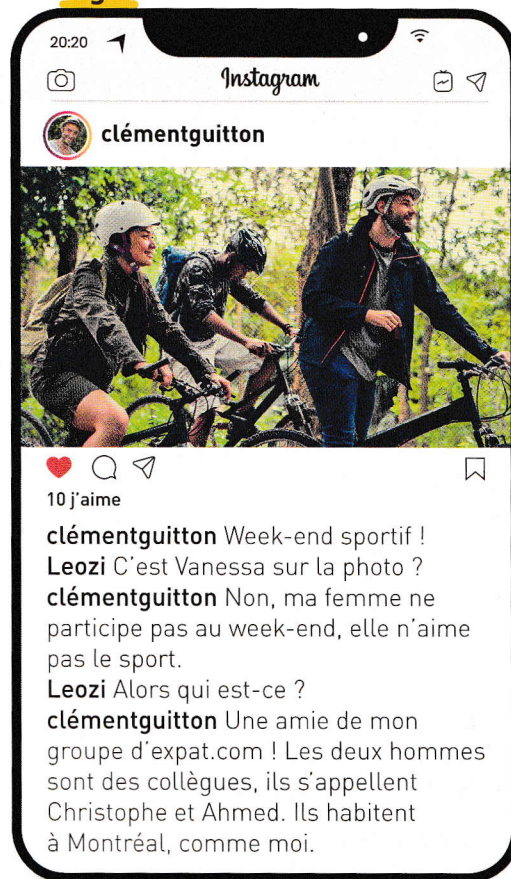 20:20
Instagram
clémentguitton
10 j'aime
clémentguitton Week-end sportif !
Leozi C'est Vanessa sur la photo ?
clémentguitton Non, ma femme ne
participe pas au week-end, elle n'aime
pas le sport.
Leozi Alors qui est-ce ?
clémentguitton Une amie de mon
groupe d'expat.com ! Les deux hommes
sont des collègues, ils s'appellent
Christophe et Ahmed. Ils habitent
à Montréal, comme moi.